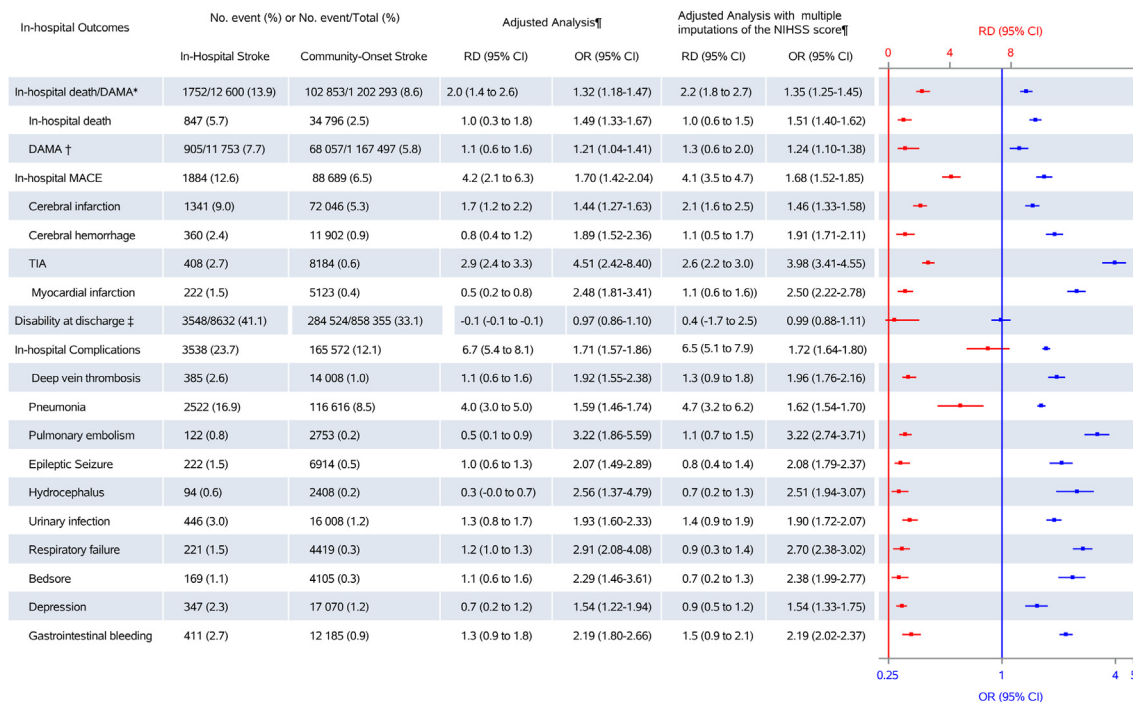 In-hospital Outcomes No. event (%) or No. event/Total (%) Adjusted Analysis¶ Adjusted Analysis with multiple imputations of the NIHSS score¶ RD (95% CI)
In-Hospital Stroke Community-Onset Stroke RD (95% CI) OR (95% CI) RD (95% CI) OR (95% CI) 0 4 8
In-hospital death/DAMA* 1752/12 600 (13.9) 102 853/1 202 293 (8.6) 2.0 (1.4 to 2.6) 1.32 (1.18-1.47) 2.2 (1.8 to 2.7) 1.35 (1.25-1.45)
In-hospital death 847 (5.7) 34 796 (2.5) 1.0 (0.3 to 1.8) 1.49 (1.33-1.67) 1.0 (0.6 to 1.5) 1.51 (1.40-1.62)
DAMA † 905/11 753 (7.7) 68 057/1 167 497 (5.8) 1.1 (0.6 to 1.6) 1.21 (1.04-1.41) 1.3 (0.6 to 2.0) 1.24 (1.10-1.38)
In-hospital MACE 1884 (12.6) 88 689 (6.5) 4.2 (2.1 to 6.3) 1.70 (1.42-2.04) 4.1 (3.5 to 4.7) 1.68 (1.52-1.85)
Cerebral infarction 1341 (9.0) 72 046 (5.3) 1.7 (1.2 to 2.2) 1.44 (1.27-1.63) 2.1 (1.6 to 2.5) 1.46 (1.33-1.58)
Cerebral hemorrhage 360 (2.4) 11 902 (0.9) 0.8 (0.4 to 1.2) 1.89 (1.52-2.36) 1.1 (0.5 to 1.7) 1.91 (1.71-2.11)
TIA 408 (2.7) 8184 (0.6) 2.9 (2.4 to 3.3) 4.51 (2.42-8.40) 2.6 (2.2 to 3.0) 3.98 (3.41-4.55)
Myocardial infarction 222 (1.5) 5123 (0.4) 0.5 (0.2 to 0.8) 2.48 (1.81-3.41) 1.1 (0.6 to 1.6)) 2.50 (2.22-2.78)
Disability at discharge ‡ 3548/8632 (41.1) 284 524/858 355 (33.1) -0.1 (-0.1 to -0.1) 0.97 (0.86-1.10) 0.4 (-1.7 to 2.5) 0.99 (0.88-1.11)
In-hospital Complications 3538 (23.7) 165 572 (12.1) 6.7 (5.4 to 8.1) 1.71 (1.57-1.86) 6.5 (5.1 to 7.9) 1.72 (1.64-1.80)
Deep vein thrombosis 385 (2.6) 14 008 (1.0) 1.1 (0.6 to 1.6) 1.92 (1.55-2.38) 1.3 (0.9 to 1.8) 1.96 (1.76-2.16)
Pneumonia 2522 (16.9) 116 616 (8.5) 4.0 (3.0 to 5.0) 1.59 (1.46-1.74) 4.7 (3.2 to 6.2) 1.62 (1.54-1.70)
Pulmonary embolism 122 (0.8) 2753 (0.2) 0.5 (0.1 to 0.9) 3.22 (1.86-5.59) 1.1 (0.7 to 1.5) 3.22 (2.74-3.71)
Epileptic Seizure 222 (1.5) 6914 (0.5) 1.0 (0.6 to 1.3) 2.07 (1.49-2.89) 0.8 (0.4 to 1.4) 2.08 (1.79-2.37)
Hydrocephalus 94 (0.6) 2408 (0.2) 0.3 (-0.0 to 0.7) 2.56 (1.37-4.79) 0.7 (0.2 to 1.3) 2.51 (1.94-3.07)
Urinary infection 446 (3.0) 16 008 (1.2) 1.3 (0.8 to 1.7) 1.93 (1.60-2.33) 1.4 (0.9 to 1.9) 1.90 (1.72-2.07)
Respiratory failure 221 (1.5) 4419 (0.3) 1.2 (1.0 to 1.3) 2.91 (2.08-4.08) 0.9 (0.3 to 1.4) 2.70 (2.38-3.02)
Bedsore 169 (1.1) 4105 (0.3) 1.1 (0.6 to 1.6) 2.29 (1.46-3.61) 0.7 (0.2 to 1.3) 2.38 (1.99-2.77)
Depression 347 (2.3) 17 070 (1.2) 0.7 (0.2 to 1.2) 1.54 (1.22-1.94) 0.9 (0.5 to 1.2) 1.54 (1.33-1.75)
Gastrointestinal bleeding 411 (2.7) 12 185 (0.9) 1.3 (0.9 to 1.8) 2.19 (1.80-2.66) 1.5 (0.9 to 2.1) 2.19 (2.02-2.37)
0.25 1 4 5
OR (95% CI)